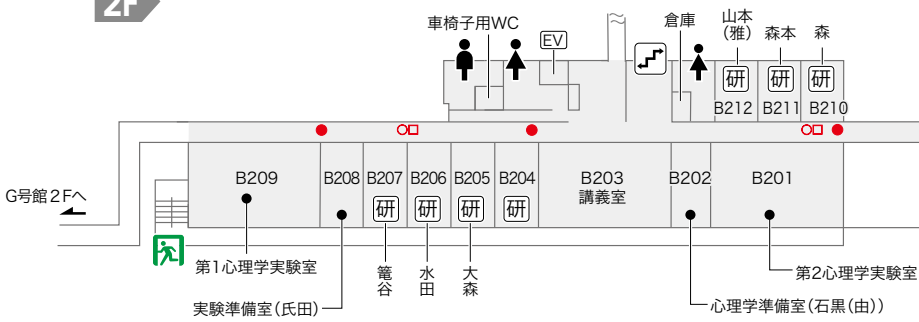 2F
車椅子用WC
EV
倉庫
山本
（雅）
森本
森
研
研
研
B212
B211
B210
B209
B208
B207
B206
B205
B204
B203
講義室
B202
B201
研
研
研
研
G号館2Fへ
第1心理学実験室
篭谷
水田
大森
第2心理学実験室
実験準備室（氏田）
心理学準備室（石黒（由））